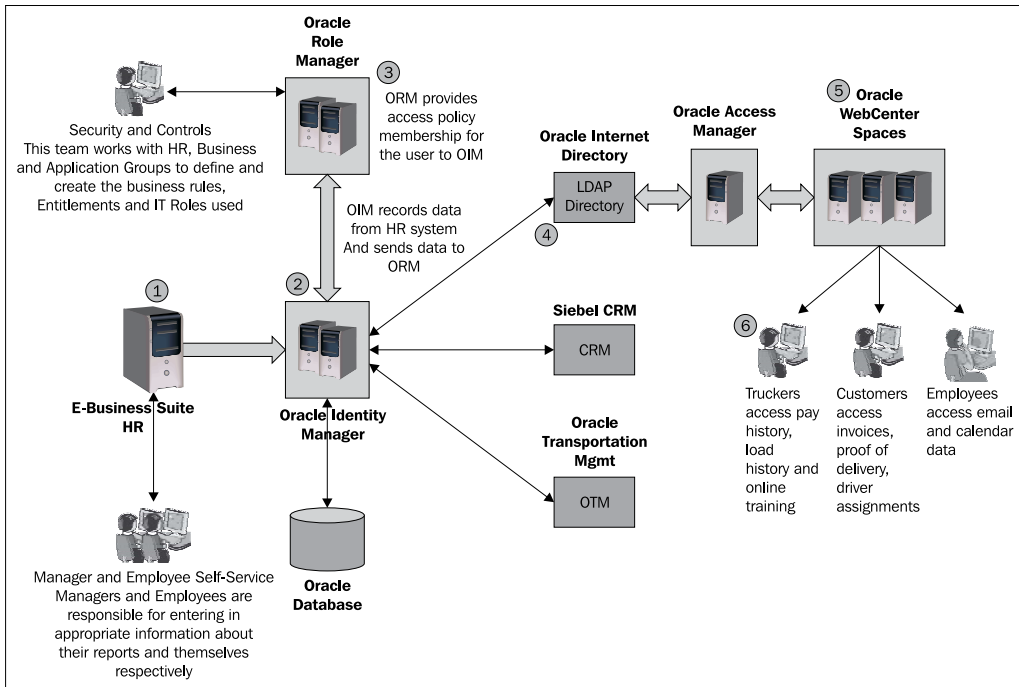 Oracle
Role
Manager
3
ORM provides
access policy
membership for
the user to OIM
Security and Controls
This team works with HR, Business
and Application Groups to define and
create the business rules,
Entitlements and IT Roles used
OIM records data
from HR system
And sends data to
ORM
1
E-Business Suite
HR
2
Oracle Identity
Manager
Manager and Employee Self-Service
Managers and Employees are
responsible for entering in
appropriate information about
their reports and themselves
respectively
Oracle
Database
Oracle Internet
Directory
LDAP
Directory
4
Siebel CRM
CRM
Oracle
Transportation
Mgmt
OTM
Oracle Access
Manager
5
Oracle
WebCenter
Spaces
6
Truckers
access pay
history,
load
history and
online
training
Customers
access
invoices,
proof of
delivery,
driver
assignments
Employees
access email
and calendar
data